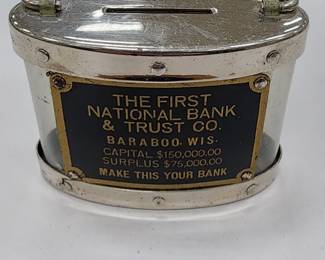 THE FIRST
NATIONAL BANK
& TRUST CO.
BARABOO, WIS.
CAPITAL $150,000.00
SURPLUS $75,000.00
MAKE THIS YOUR BANK